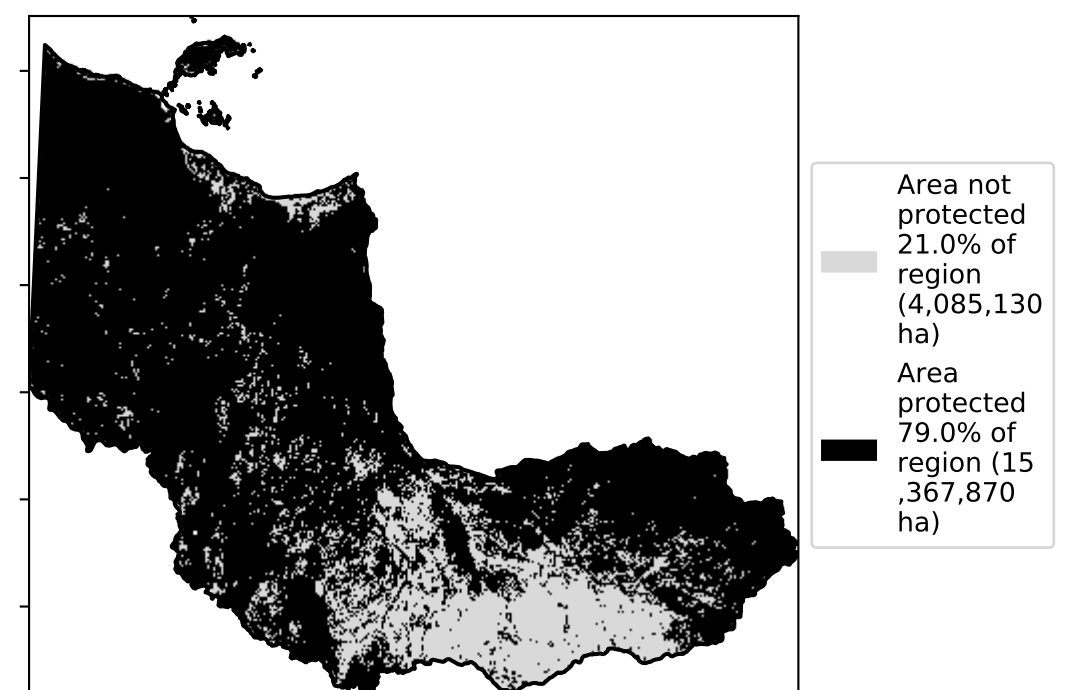 Area not
protected
21.0% of
region
(4,085,130
ha)
Area
protected
79.0% of
region (15
,367,870
ha)